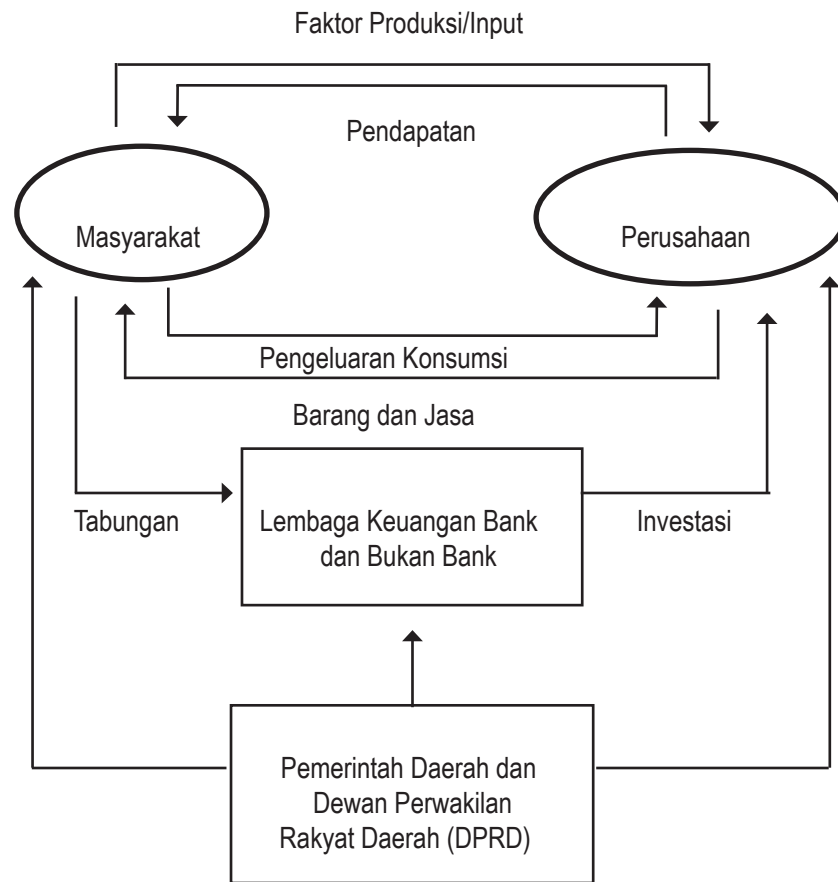 Faktor Produksi/Input
Pendapatan
Masyarakat
Perusahaan
Pengeluaran Konsumsi
Barang dan Jasa
Tabungan
Lembaga Keuangan Bank
dan Bukan Bank
Investasi
Pemerintah Daerah dan
Dewan Perwakilan
Rakyat Daerah (DPRD)